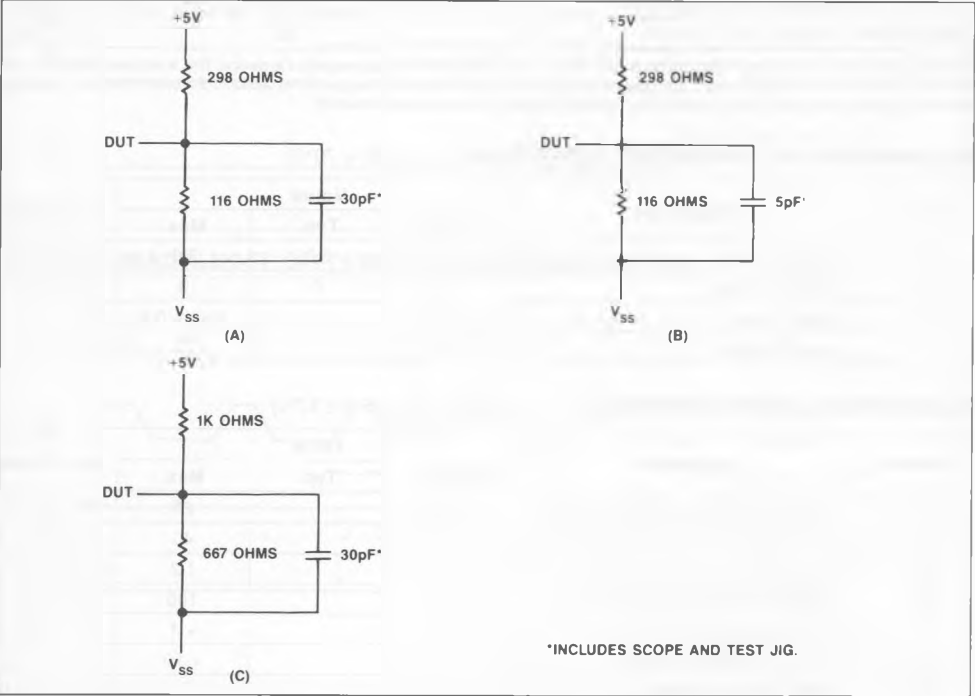 +5V
298 OHMS
DUT
116 OHMS
30pF*
VSS
(A)
+5V
298 OHMS
DUT
116 OHMS
5pF*
VSS
(B)
+5V
1K OHMS
DUT
667 OHMS
30pF*
VSS
(C)
*INCLUDES SCOPE AND TEST JIG.